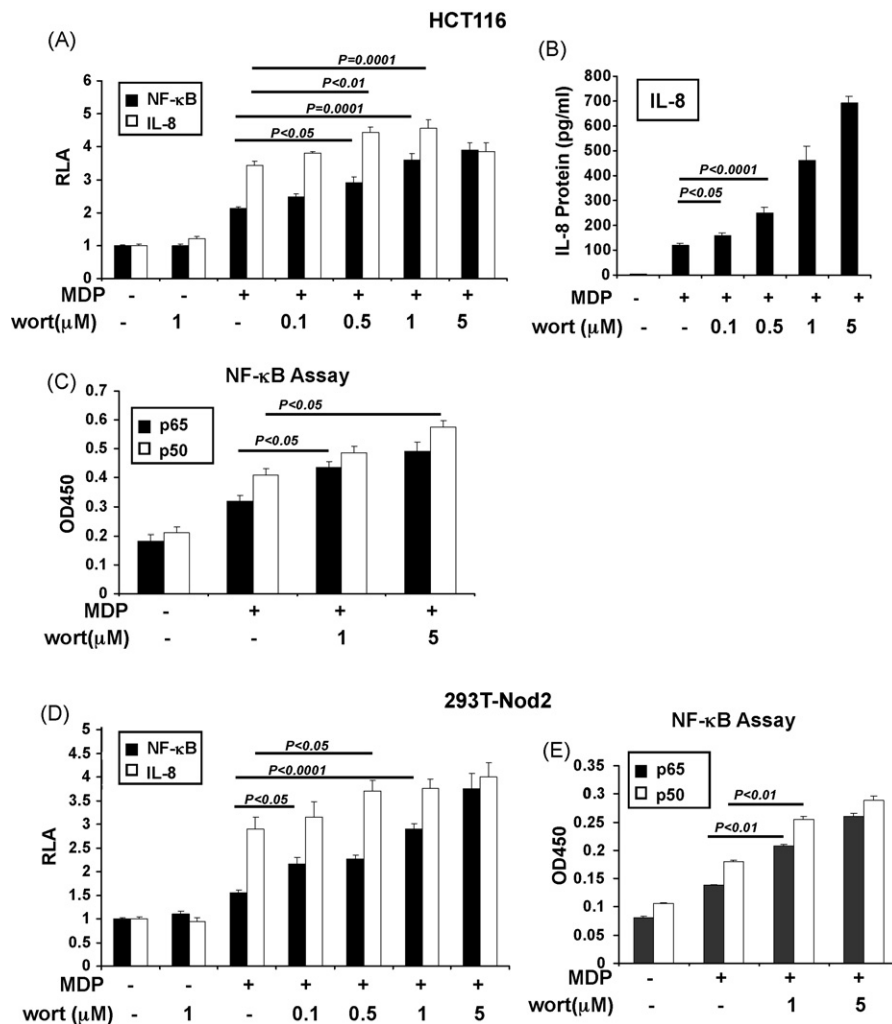 HCT116
(A)
6
5
4
3
2
1
0
RLA
NF-κB
IL-8
P=0.0001
P<0.01
P=0.0001
P<0.05
MDP - - + + + + +
wort(μM) - 1 - 0.1 0.5 1 5
(B)
800
700
600
500
400
300
200
100
0
IL-8 Protein (pg/ml)
IL-8
P<0.0001
P<0.05
MDP - + + + + +
wort (μM) - - 0.1 0.5 1 5
(C)
NF-κB Assay
0.7
0.6
0.5
0.4
0.3
0.2
0.1
0
OD450
p65
p50
P<0.05
P<0.05
MDP - + + +
wort(μM) - - 1 5
293T-Nod2
(D)
5
4.5
4
3.5
3
2.5
2
1.5
1
0.5
0
RLA
NF-κB
IL-8
P<0.05
P<0.0001
P<0.05
MDP - - + + + + +
wort (μM) - 1 - 0.1 0.5 1 5
NF-κB Assay
(E)
0.35
0.3
0.25
0.2
0.15
0.1
0.05
0
OD450
p65
p50
P<0.01
P<0.01
MDP - + + +
wort(μM) - - 1 5